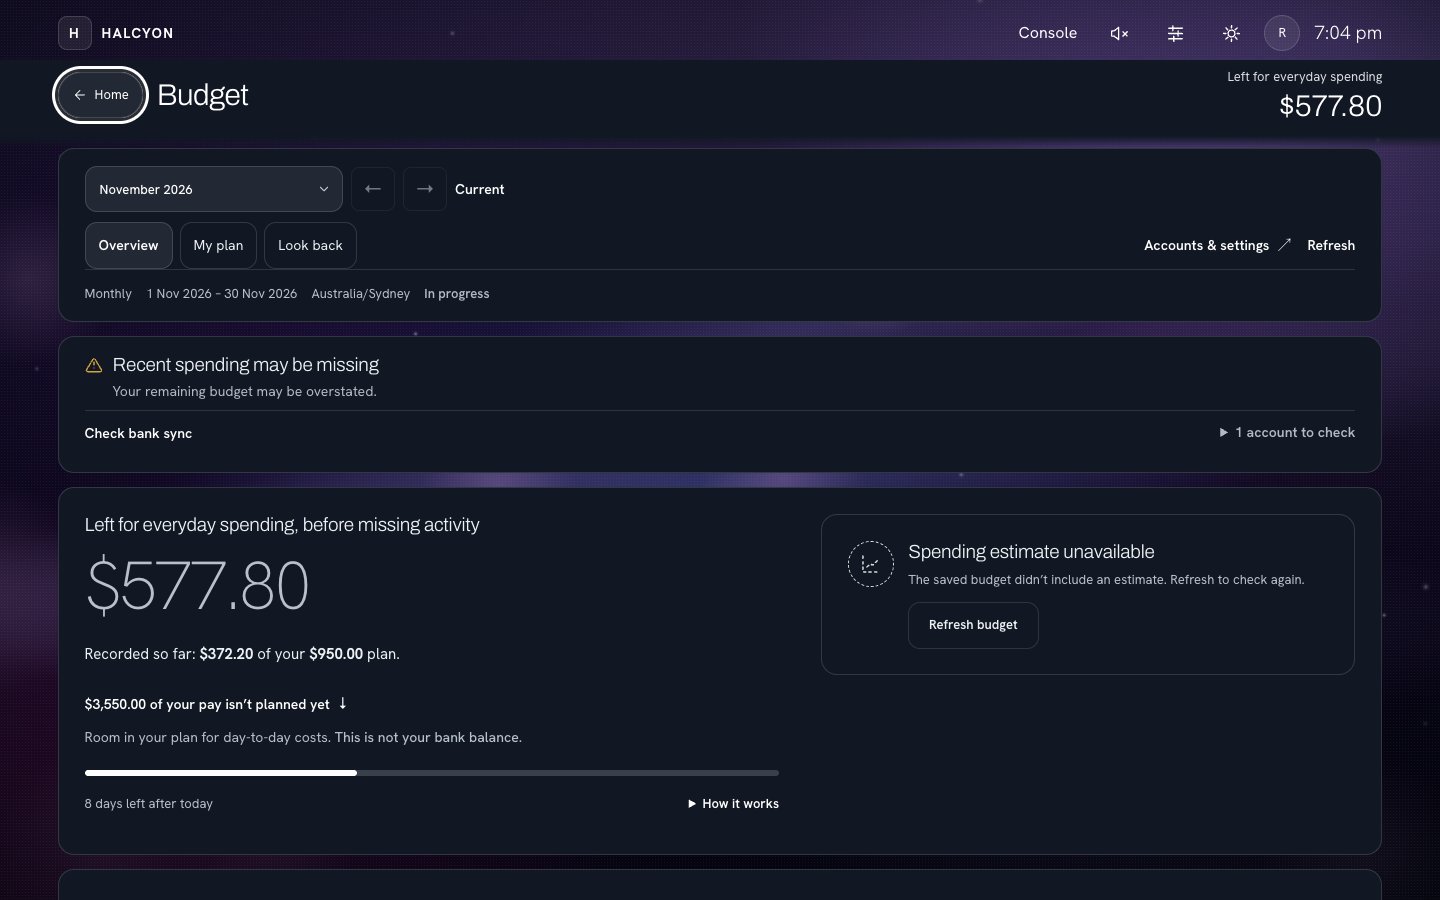 H HALCYON
Console
R
7:04 pm
← Home
Budget
Left for everyday spending
$577.80
November 2026
← → Current
Overview
My plan
Look back
Accounts & settings
Refresh
Monthly 1 Nov 2026 – 30 Nov 2026 Australia/Sydney In progress
Recent spending may be missing
Your remaining budget may be overstated.
Check bank sync
▶ 1 account to check
Left for everyday spending, before missing activity
$577.80
Recorded so far: $372.20 of your $950.00 plan.
$3,550.00 of your pay isn’t planned yet ↓
Room in your plan for day-to-day costs. This is not your bank balance.
8 days left after today
▶ How it works
Spending estimate unavailable
The saved budget didn’t include an estimate. Refresh to check again.
Refresh budget